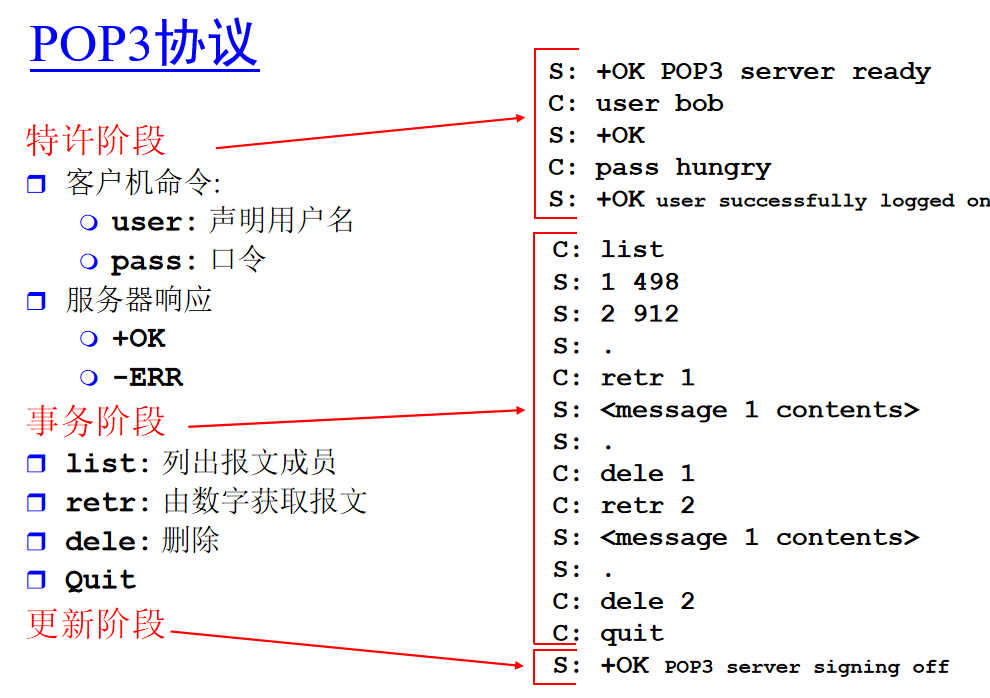 POP3协议
特许阶段
客户机命令:
user: 声明用户名
pass: 口令
服务器响应
+OK
-ERR
事务阶段
list: 列出报文成员
retr: 由数字获取报文
dele: 删除
Quit
更新阶段
S: +OK POP3 server ready
C: user bob
S: +OK
C: pass hungry
S: +OK user successfully logged on
C: list
S: 1 498
S: 2 912
S: .
C: retr 1
S: <message 1 contents>
S: .
C: dele 1
C: retr 2
S: <message 1 contents>
S: .
C: dele 2
C: quit
S: +OK POP3 server signing off